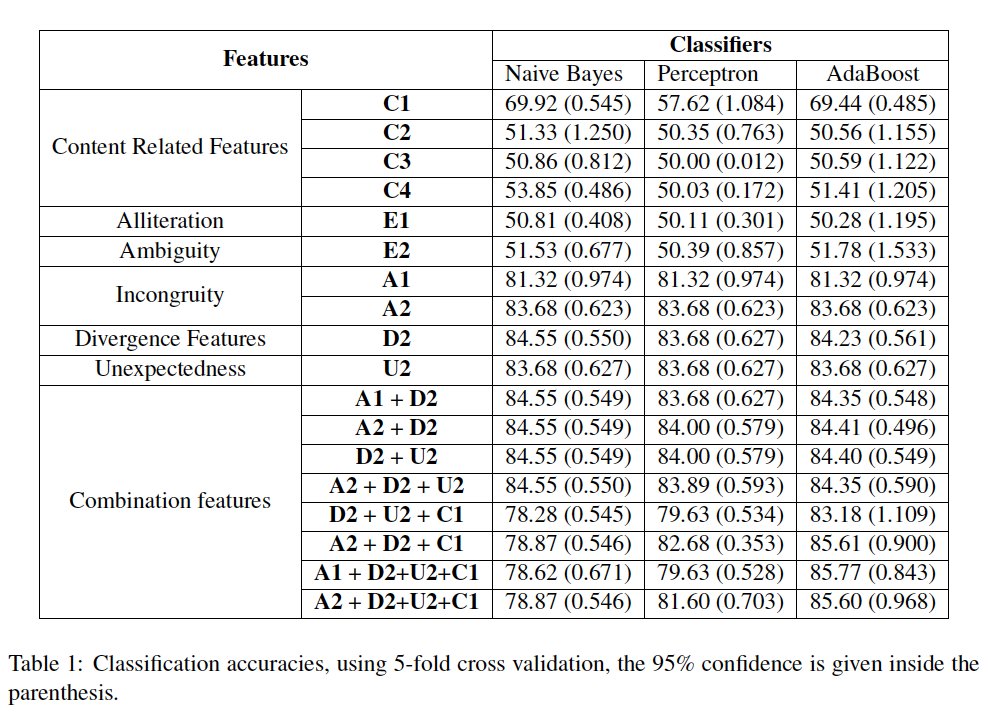 Features Classifiers
Naive Bayes Perceptron AdaBoost
Content Related Features C1 69.92 (0.545) 57.62 (1.084) 69.44 (0.485)
C2 51.33 (1.250) 50.35 (0.763) 50.56 (1.155)
C3 50.86 (0.812) 50.00 (0.012) 50.59 (1.122)
C4 53.85 (0.486) 50.03 (0.172) 51.41 (1.205)
Alliteration E1 50.81 (0.408) 50.11 (0.301) 50.28 (1.195)
Ambiguity E2 51.53 (0.677) 50.39 (0.857) 51.78 (1.533)
Incongruity A1 81.32 (0.974) 81.32 (0.974) 81.32 (0.974)
A2 83.68 (0.623) 83.68 (0.623) 83.68 (0.623)
Divergence Features D2 84.55 (0.550) 83.68 (0.627) 84.23 (0.561)
Unexpectedness U2 83.68 (0.627) 83.68 (0.627) 83.68 (0.627)
Combination features A1 + D2 84.55 (0.549) 83.68 (0.627) 84.35 (0.548)
A2 + D2 84.55 (0.549) 84.00 (0.579) 84.41 (0.496)
D2 + U2 84.55 (0.549) 84.00 (0.579) 84.40 (0.549)
A2 + D2 + U2 84.55 (0.550) 83.89 (0.593) 84.35 (0.590)
D2 + U2 + C1 78.28 (0.545) 79.63 (0.534) 83.18 (1.109)
A2 + D2 + C1 78.87 (0.546) 82.68 (0.353) 85.61 (0.900)
A1 + D2+U2+C1 78.62 (0.671) 79.63 (0.528) 85.77 (0.843)
A2 + D2+U2+C1 78.87 (0.546) 81.60 (0.703) 85.60 (0.968)
Table 1: Classification accuracies, using 5-fold cross validation, the 95% confidence is given inside the
parenthesis.